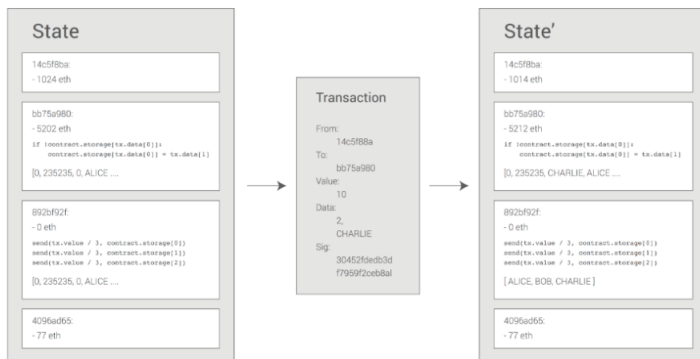 State
14c5f8ba:
- 1024 eth
bb75a980:
- 5202 eth
if !contract.storage[tx.data[0]]:
contract.storage[tx.data[0]] = tx.data[1]
[0, 235235, 0, ALICE ....
892bf92f:
- 0 eth
send(tx.value / 3, contract.storage[0])
send(tx.value / 3, contract.storage[1])
send(tx.value / 3, contract.storage[2])
[0, 235235, 0, ALICE ....
4096ad65:
- 77 eth
Transaction
From:
14c5f88a
To:
bb75a980
Value:
10
Data:
2,
CHARLIE
Sig:
30452fdedb3d
f7959f2ceb8al
State'
14c5f8ba:
- 1014 eth
bb75a980:
- 5212 eth
if !contract.storage[tx.data[0]]:
contract.storage[tx.data[0]] = tx.data[1]
[0, 235235, CHARLIE, ALICE ....
892bf92f:
- 0 eth
send(tx.value / 3, contract.storage[0])
send(tx.value / 3, contract.storage[1])
send(tx.value / 3, contract.storage[2])
[ ALICE, BOB, CHARLIE ]
4096ad65:
- 77 eth